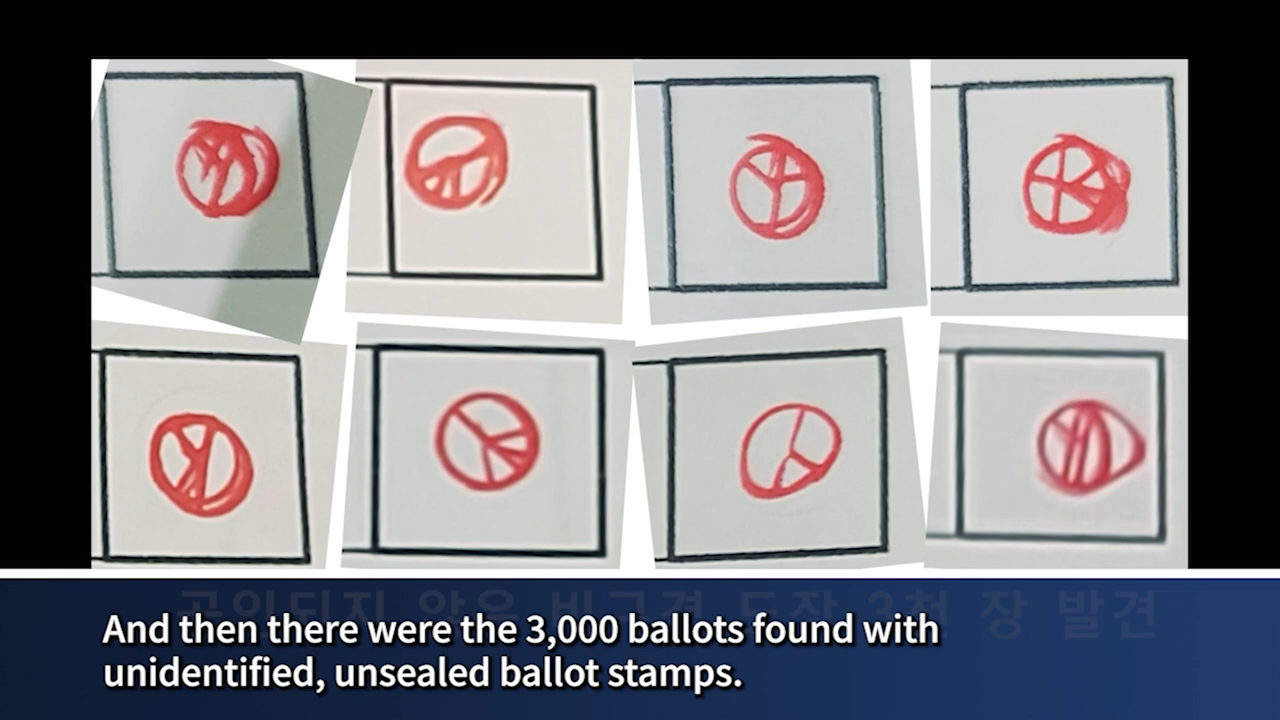 And then there were the 3,000 ballots found with
unidentified, unsealed ballot stamps.